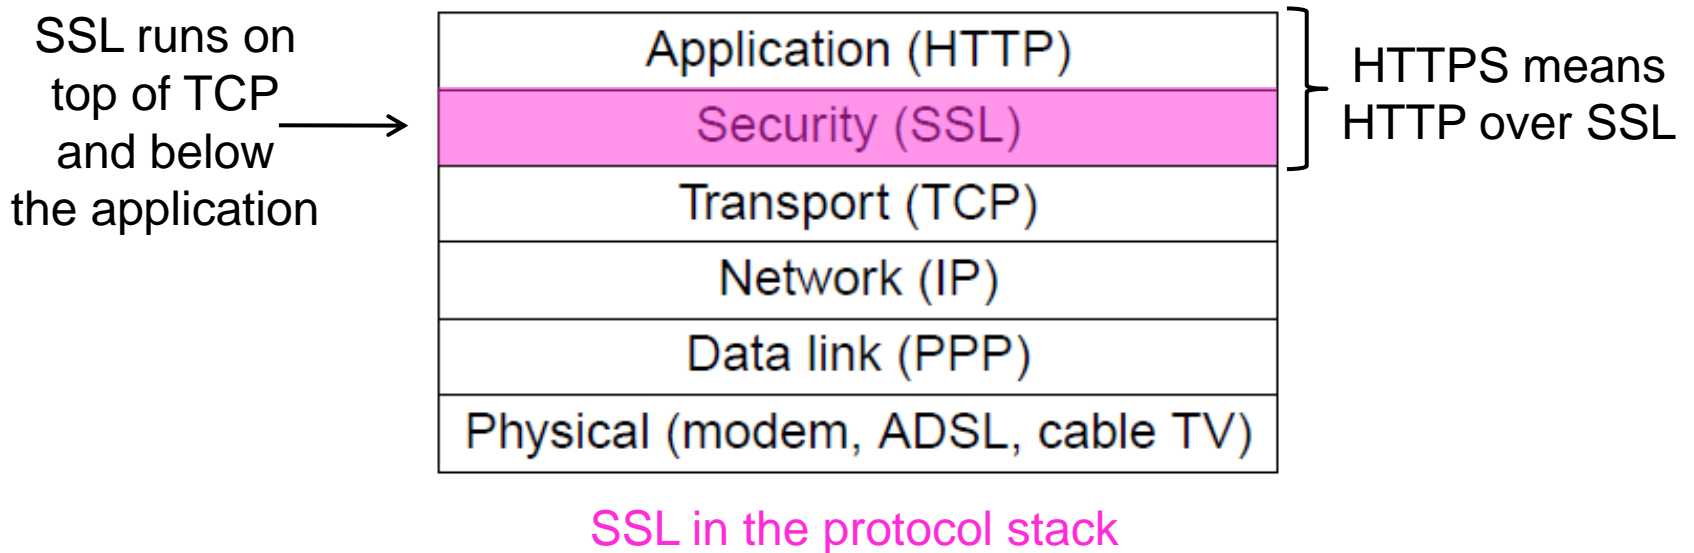 SSL runs on
top of TCP
and below
the application
Application (HTTP)
Security (SSL)
Transport (TCP)
Network (IP)
Data link (PPP)
Physical (modem, ADSL, cable TV)
HTTPS means
HTTP over SSL
SSL in the protocol stack